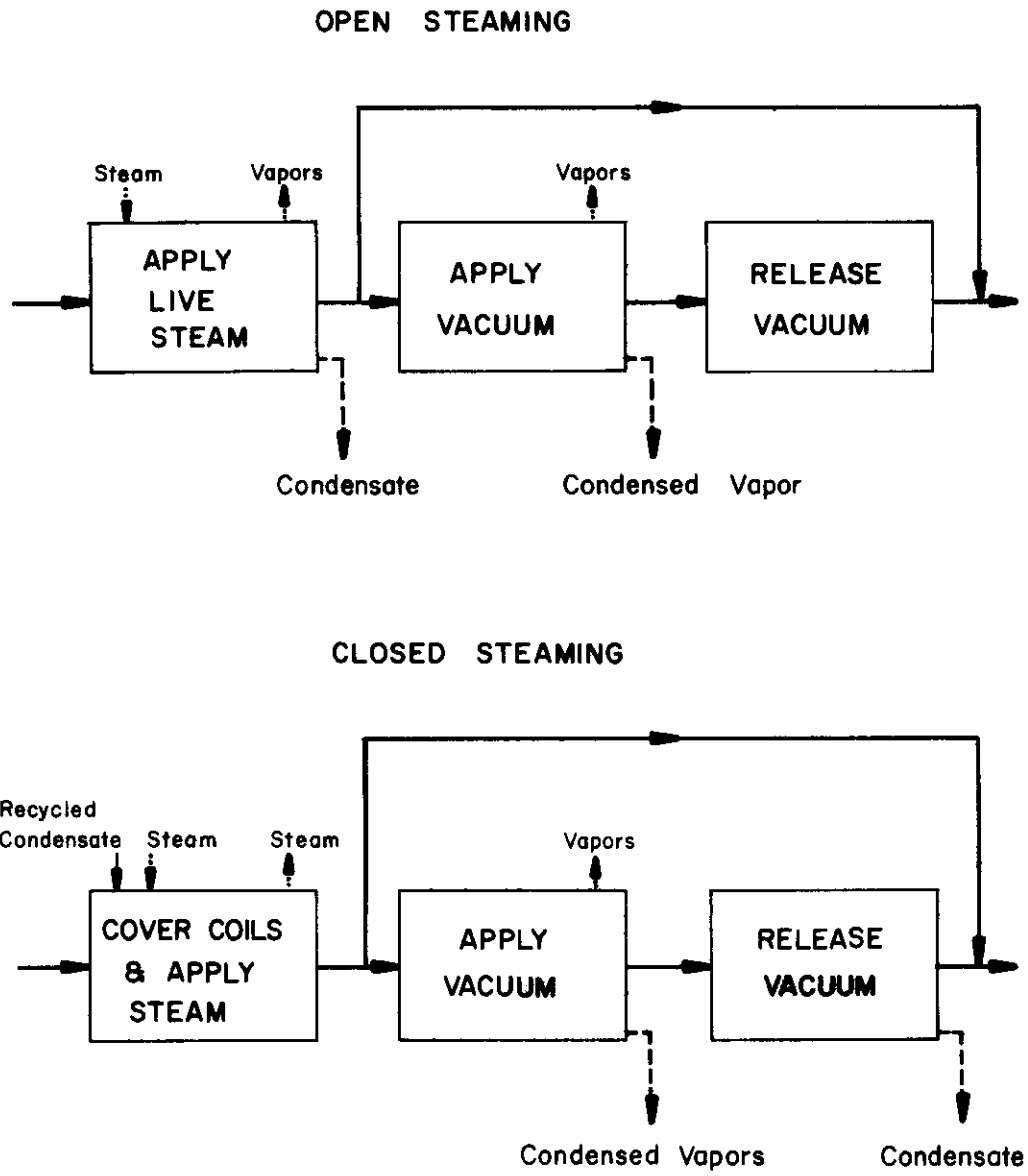 OPEN STEAMING
Steam
Vapors
Vapors
APPLY
LIVE
STEAM
APPLY
VACUUM
RELEASE
VACUUM
Condensate
Condensed Vapor
CLOSED STEAMING
Recycled
Condensate
Steam
Steam
Vapors
COVER COILS
& APPLY
STEAM
APPLY
VACUUM
RELEASE
VACUUM
Condensed Vapors
Condensate